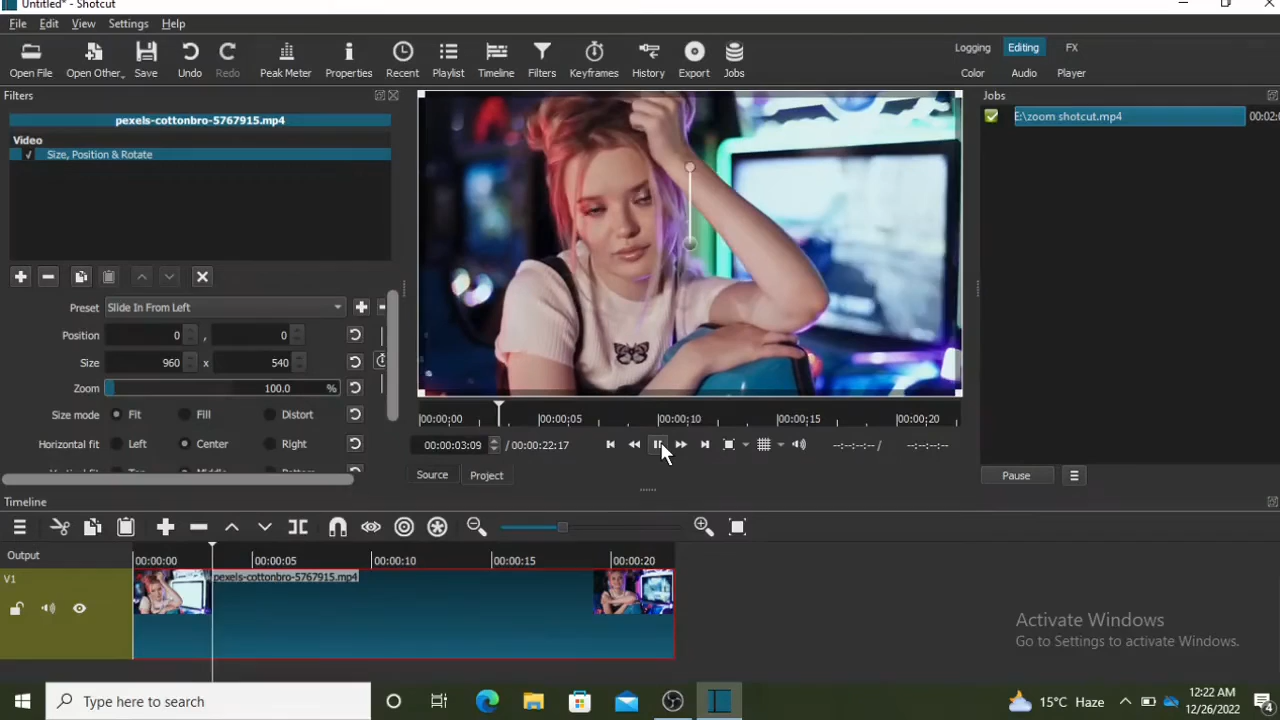 Untitled* - Shotcut
File Edit View Settings Help
Open File Open Other.. Save Undo Redo Peak Meter Properties Recent Playlist Timeline Filters Keyframes History Export Jobs
Logging Editing FX
Color Audio Player
Filters
pexels-cottonbro-5767915.mp4
Video
✓ Size, Position & Rotate
Preset Slide In From Left
Position 0 , 0
Size 960 x 540
Zoom 100.0 %
Size mode Fit Fill Distort
Horizontal fit Left Center Right
Jobs
E:\zoom shotcut.mp4
|00:00:00 |00:00:05 |00:00:10 |00:00:15 |00:00:20
00:00:03:09 / 00:00:22:17
--:--:--:-- / --:--:--:--
Source Project
Pause
Timeline
Output
|00:00:00 |00:00:05 |00:00:10 |00:00:15 |00:00:20
V1
pexels-cottonbro-5767915.mp4
Activate Windows
Go to Settings to activate Windows.
Type here to search
15°C Haze
12:22 AM
12/26/2022
4